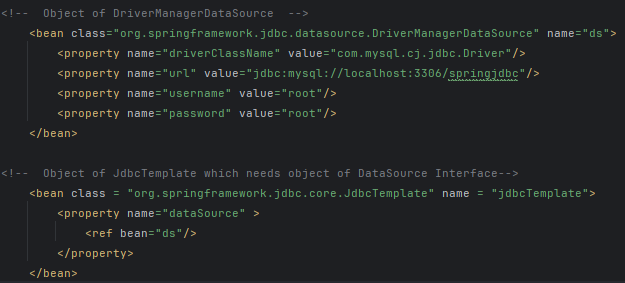 <!--  Object of DriverManagerDataSource  -->
<bean class="org.springframework.jdbc.datasource.DriverManagerDataSource" name="ds">
<property name="driverClassName" value="com.mysql.cj.jdbc.Driver"/>
<property name="url" value="jdbc:mysql://localhost:3306/springjdbc"/>
<property name="username" value="root"/>
<property name="password" value="root"/>
</bean>
<!--  Object of JdbcTemplate which needs object of DataSource Interface-->
<bean class = "org.springframework.jdbc.core.JdbcTemplate" name = "jdbcTemplate">
<property name="dataSource" >
<ref bean="ds"/>
</property>
</bean>